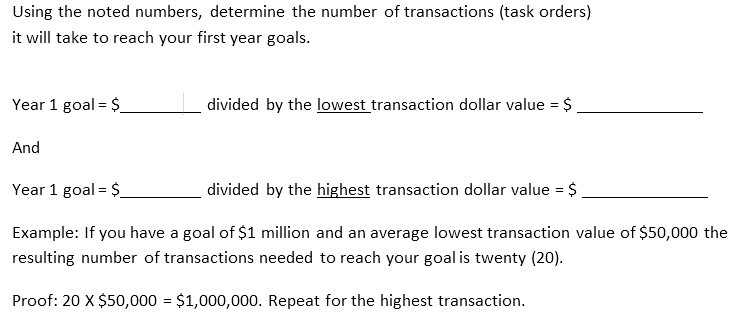 Using the noted numbers, determine the number of transactions (task orders)
it will take to reach your first year goals.
Year 1 goal = $_________ divided by the lowest transaction dollar value = $ ______________
And
Year 1 goal = $_________ divided by the highest transaction dollar value = $ ______________
Example: If you have a goal of $1 million and an average lowest transaction value of $50,000 the
resulting number of transactions needed to reach your goal is twenty (20).
Proof: 20 X $50,000 = $1,000,000. Repeat for the highest transaction.